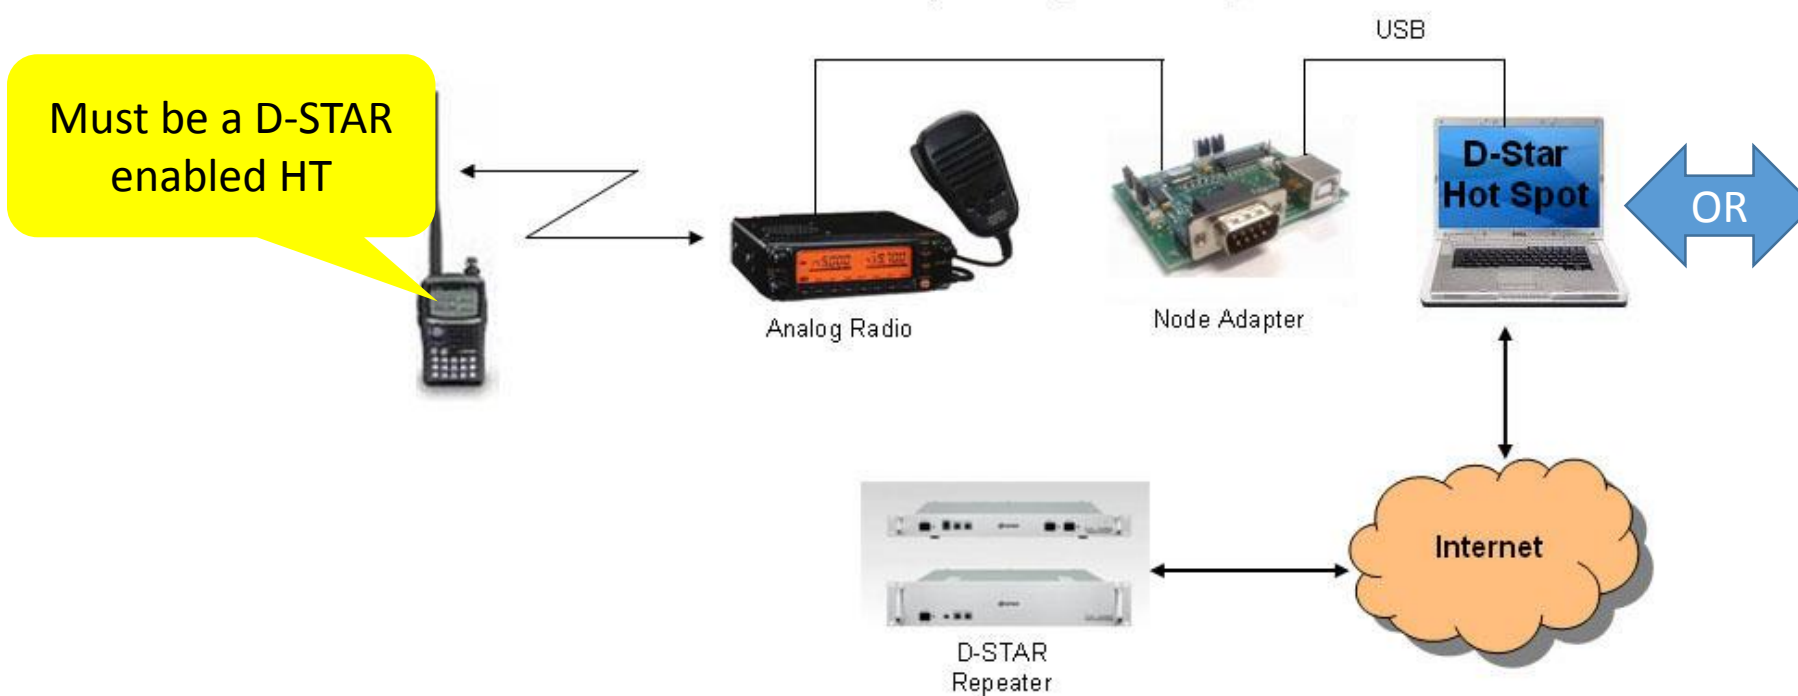 USB
Must be a D-STAR
enabled HT
D-Star
Hot Spot
OR
Analog Radio
Node Adapter
Internet
D-STAR
Repeater